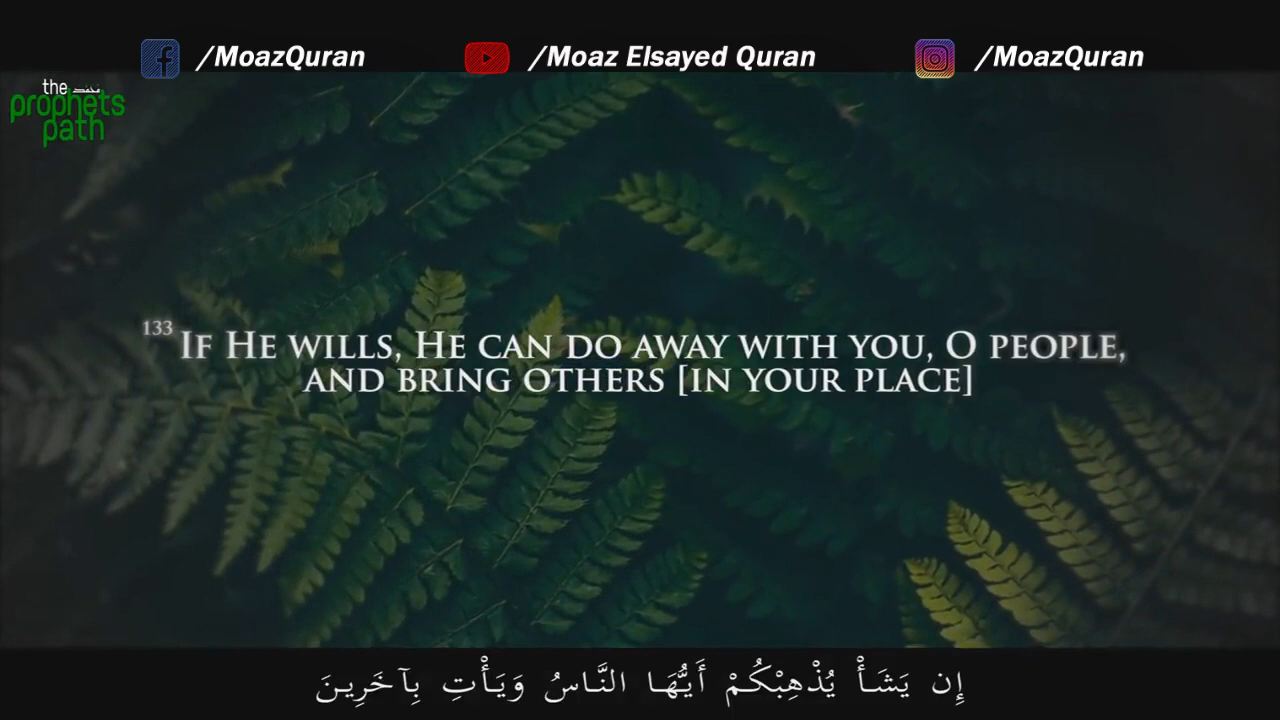 /MoazQuran
/Moaz Elsayed Quran
/MoazQuran
the محمد
prophets
path
133 IF HE WILLS, HE CAN DO AWAY WITH YOU, O PEOPLE,
AND BRING OTHERS [IN YOUR PLACE]
إِن يَشَأْ يُذْهِبْكُمْ أَيُّهَا النَّاسُ وَيَأْتِ بِآخَرِينَ